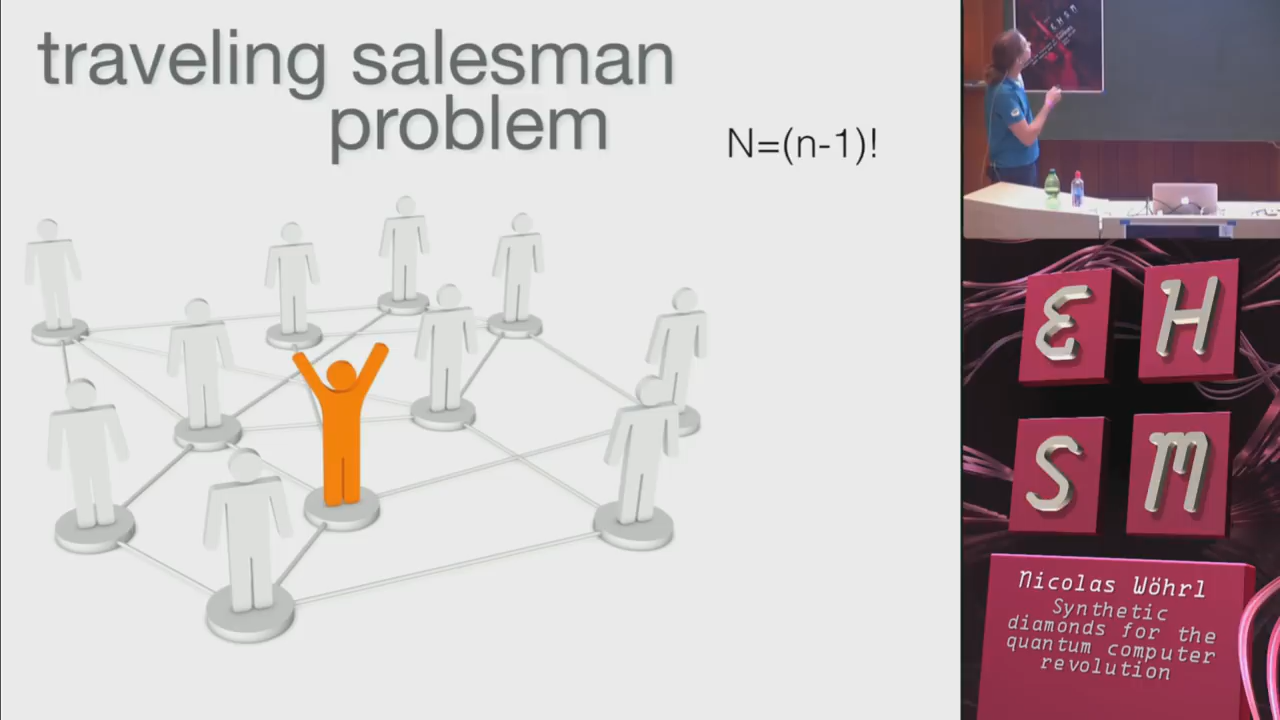 traveling salesman
problem
N=(n-1)!
E H
S M
Nicolas Wöhrl
Synthetic
diamonds for the
quantum computer
revolution